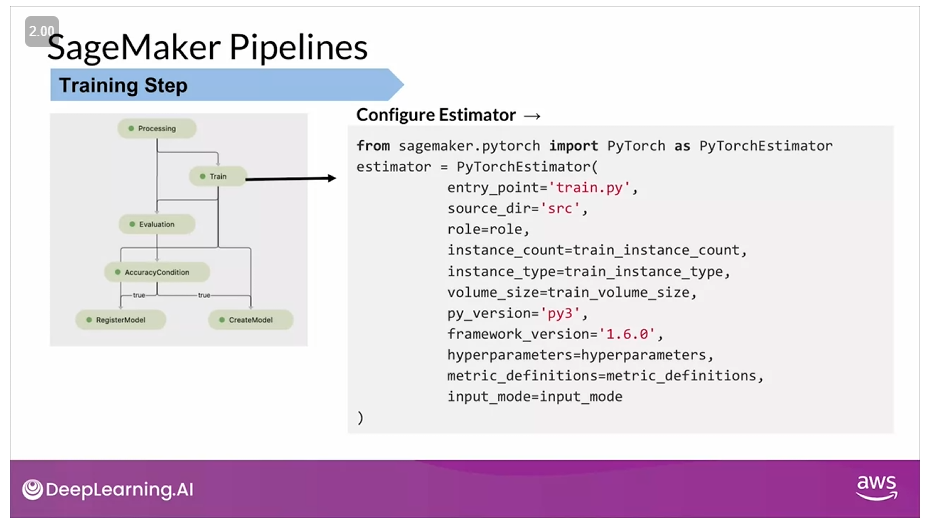 2.00
SageMaker Pipelines
Training Step
Processing
Train
Evaluation
AccuracyCondition
true
true
RegisterModel
CreateModel
Configure Estimator →
from sagemaker.pytorch import PyTorch as PyTorchEstimator
estimator = PyTorchEstimator(
entry_point='train.py',
source_dir='src',
role=role,
instance_count=train_instance_count,
instance_type=train_instance_type,
volume_size=train_volume_size,
py_version='py3',
framework_version='1.6.0',
hyperparameters=hyperparameters,
metric_definitions=metric_definitions,
input_mode=input_mode
)
DeepLearning.AI
aws